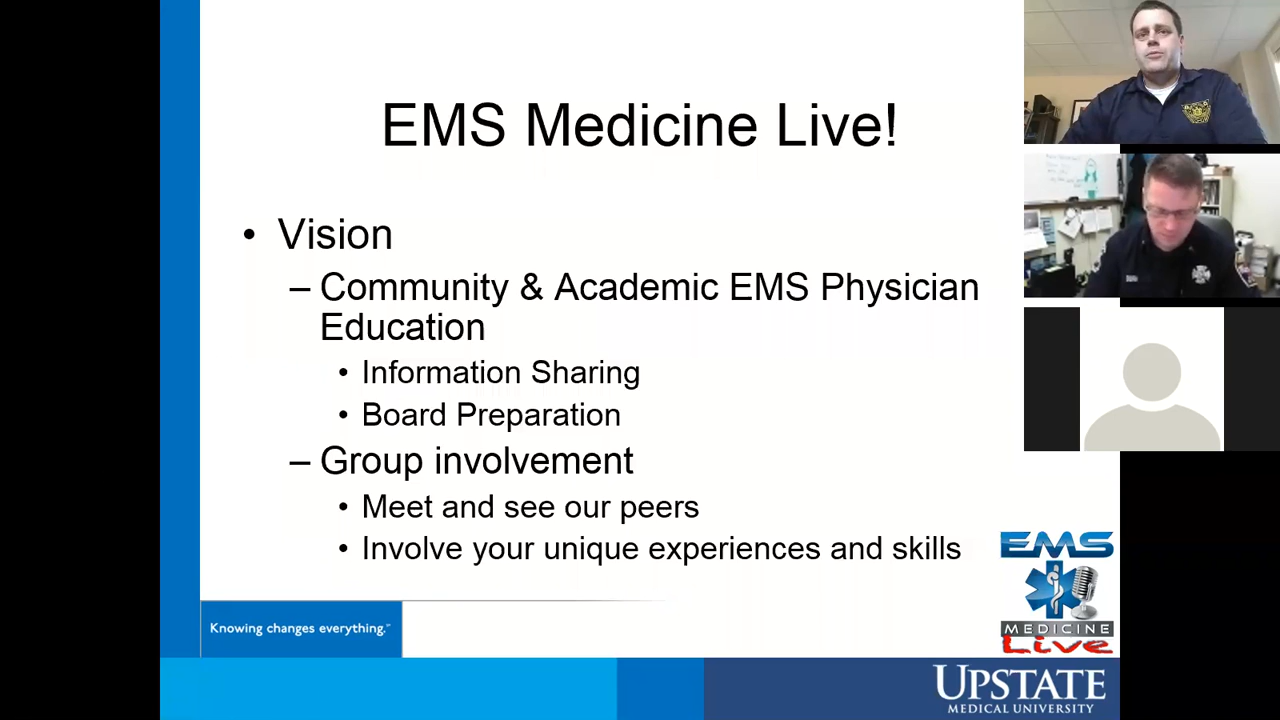 EMS Medicine Live!
• Vision
– Community & Academic EMS Physician
Education
• Information Sharing
• Board Preparation
– Group involvement
• Meet and see our peers
• Involve your unique experiences and skills
EMS
MEDICINE
Live
Knowing changes everything.™
UPSTATE
MEDICAL UNIVERSITY